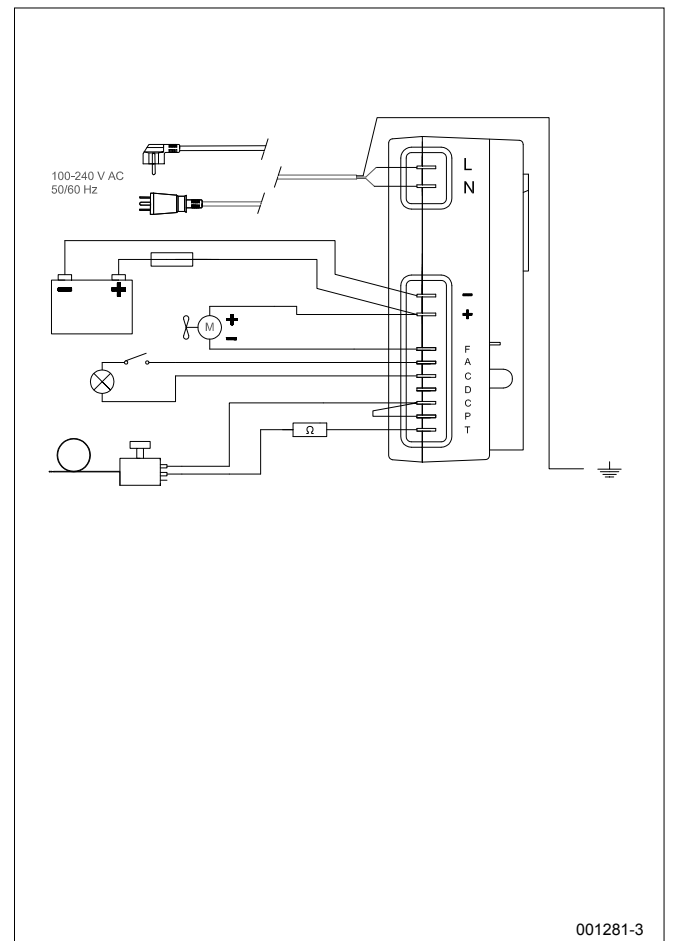 100-240 V AC
50/60 Hz
L
N
−
+
− +
M
+
−
F
A
C
D
C
P
T
Ω
001281-3